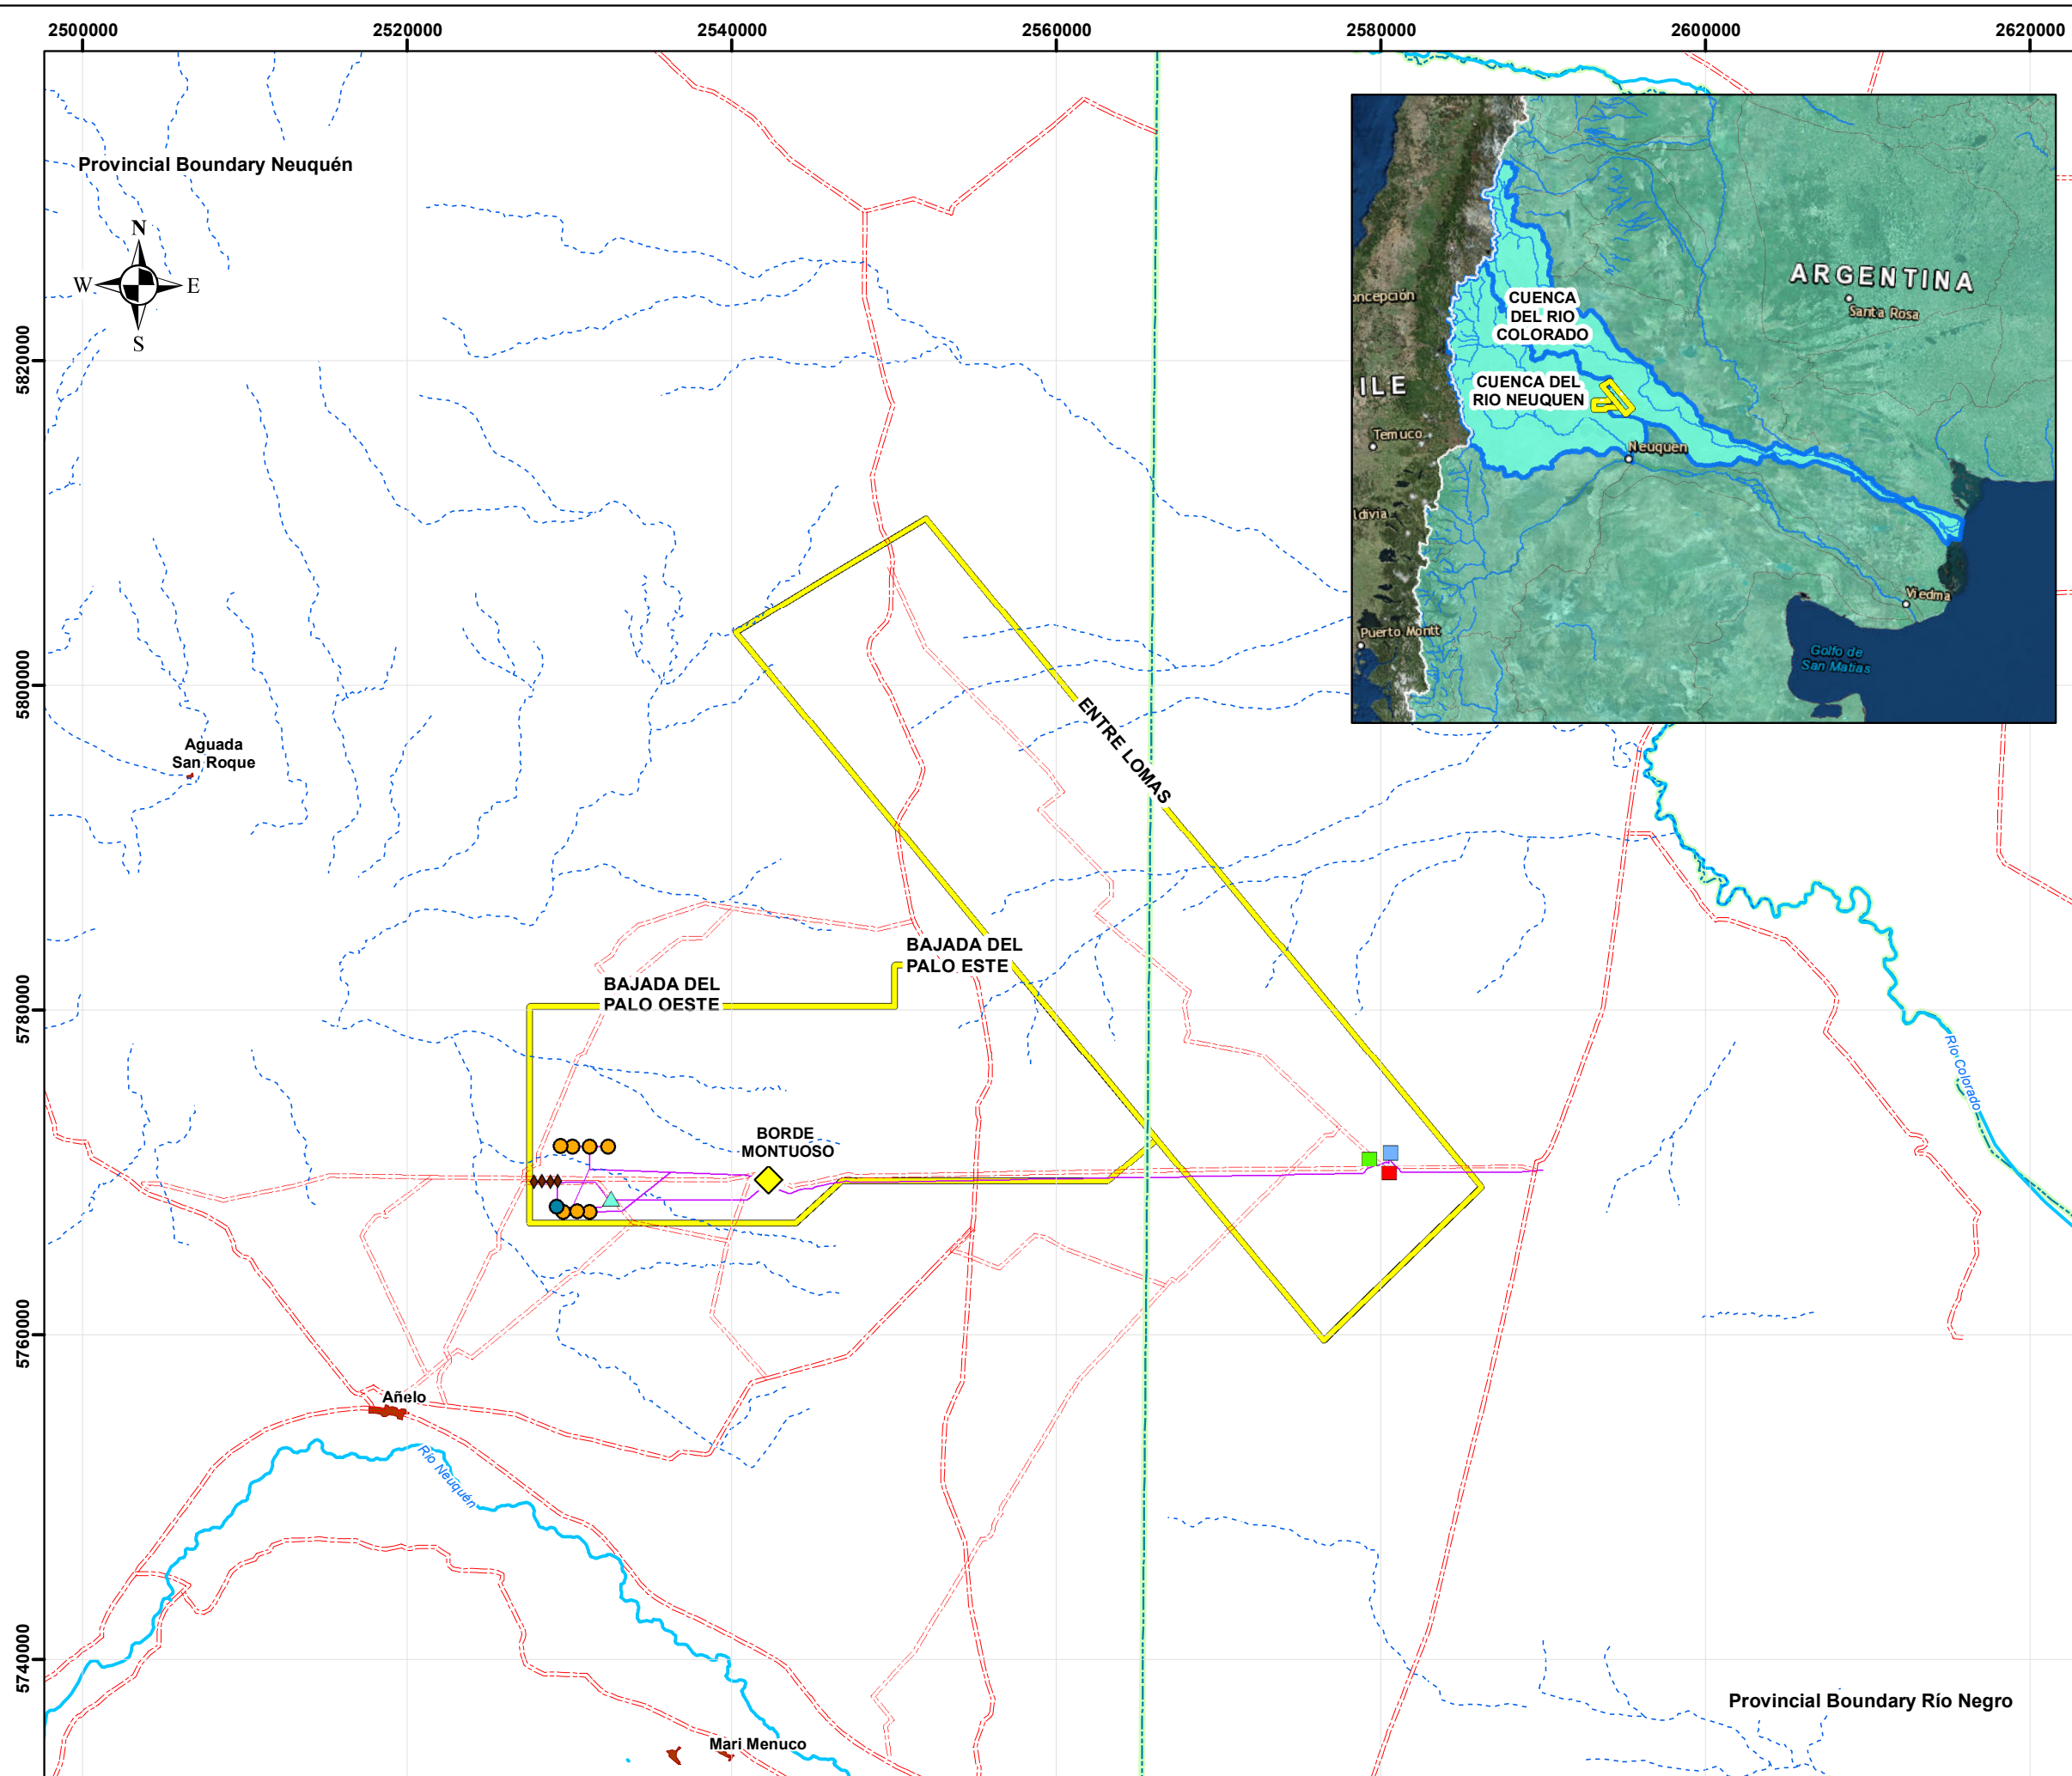 2500000
2520000
2540000
2560000
2580000
2600000
2620000
Provincial Boundary Neuquén
N
W
E
S
5820000
5800000
5780000
5760000
5740000
ARGENTINA
Santa Rosa
oncepción
CUENCA
DEL RIO
COLORADO
ILE
CUENCA DEL
RIO NEUQUEN
Temuco
Neuquen
ldivia
Viedma
Puerto Montt
Golfo de
San Matias
Aguada
San Roque
ENTRE LOMAS
BAJADA DEL
PALO ESTE
BAJADA DEL
PALO OESTE
BORDE
MONTUOSO
Río Colorado
Añelo
Río Neuquén
Mari Menuco
Provincial Boundary Río Negro